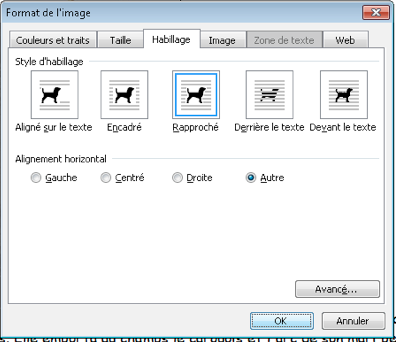 Format de l'image
Couleurs et traits Taille Habillage Image Zone de texte Web
Style d'habillage
Aligné sur le texte Encadré Rapproché Derrière le texte Devant le texte
Alignement horizontal
Gauche Centré Droite Autre
Avancé...
OK Annuler
s. Elle emporta au champs le carquois et l'arc de son mari